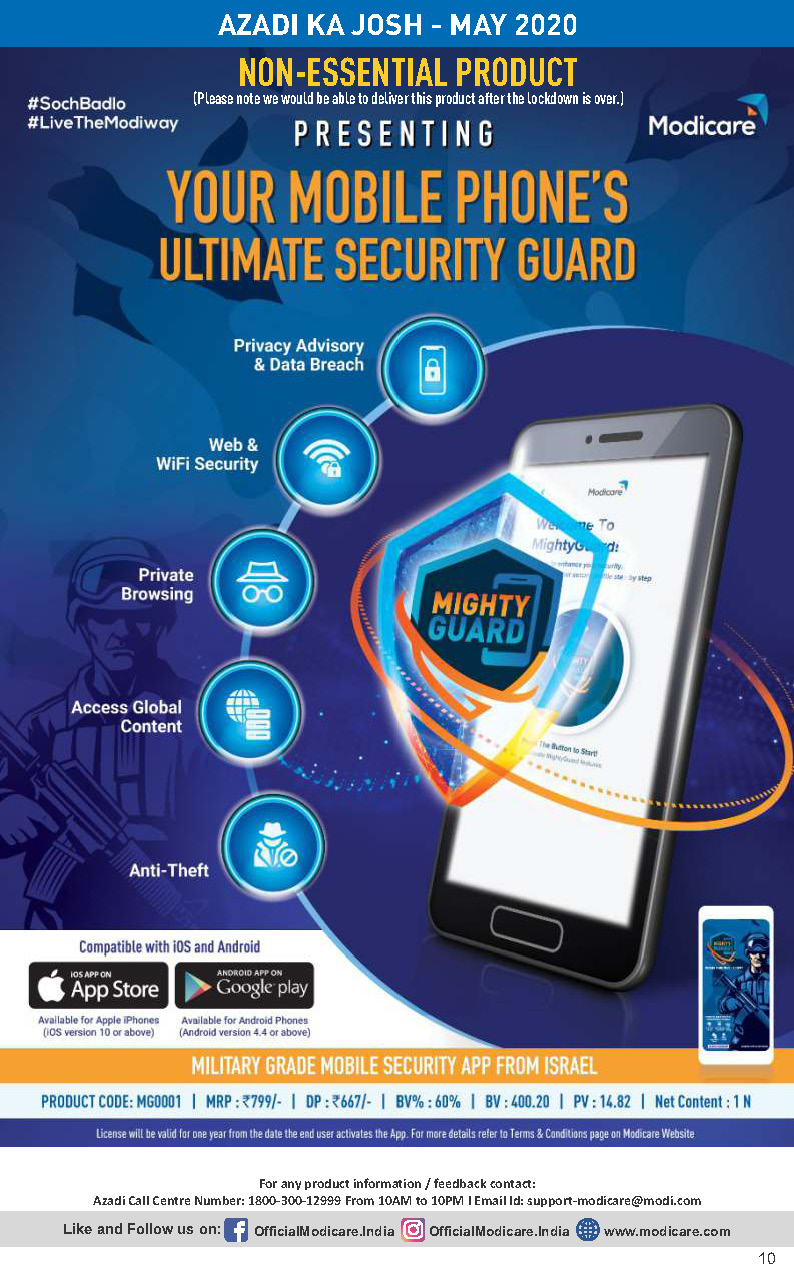 AZADI KA JOSH - MAY 2020
NON-ESSENTIAL PRODUCT
(Please note we would be able to deliver this product after the lockdown is over.)
#SochBadlo
#LiveTheModiway
PRESENTING
Modicare
YOUR MOBILE PHONE'S
ULTIMATE SECURITY GUARD
Privacy Advisory
& Data Breach
Web &
WiFi Security
Private
Browsing
Access Global
Content
Anti-Theft
Modicare
Welcome To
MightyGuard!
step by step
MIGHTY
GUARD
The Button to Start!
MightyGuard features
Compatible with iOS and Android
iOS APP ON
App Store
ANDROID APP ON
Google play
Available for Apple iPhones
(iOS version 10 or above)
Available for Android Phones
(Android version 4.4 or above)
MILITARY GRADE MOBILE SECURITY APP FROM ISRAEL
PRODUCT CODE: MG0001 | MRP : ₹799/- | DP : ₹667/- | BV% : 60% | BV : 400.20 | PV : 14.82 | Net Content : 1 N
License will be valid for one year from the date the end user activates the App. For more details refer to Terms & Conditions page on Modicare Website
For any product information / feedback contact:
Azadi Call Centre Number: 1800-300-12999 From 10AM to 10PM I Email Id: support-modicare@modi.com
Like and Follow us on: OfficialModicare.India OfficialModicare.India www.modicare.com
10